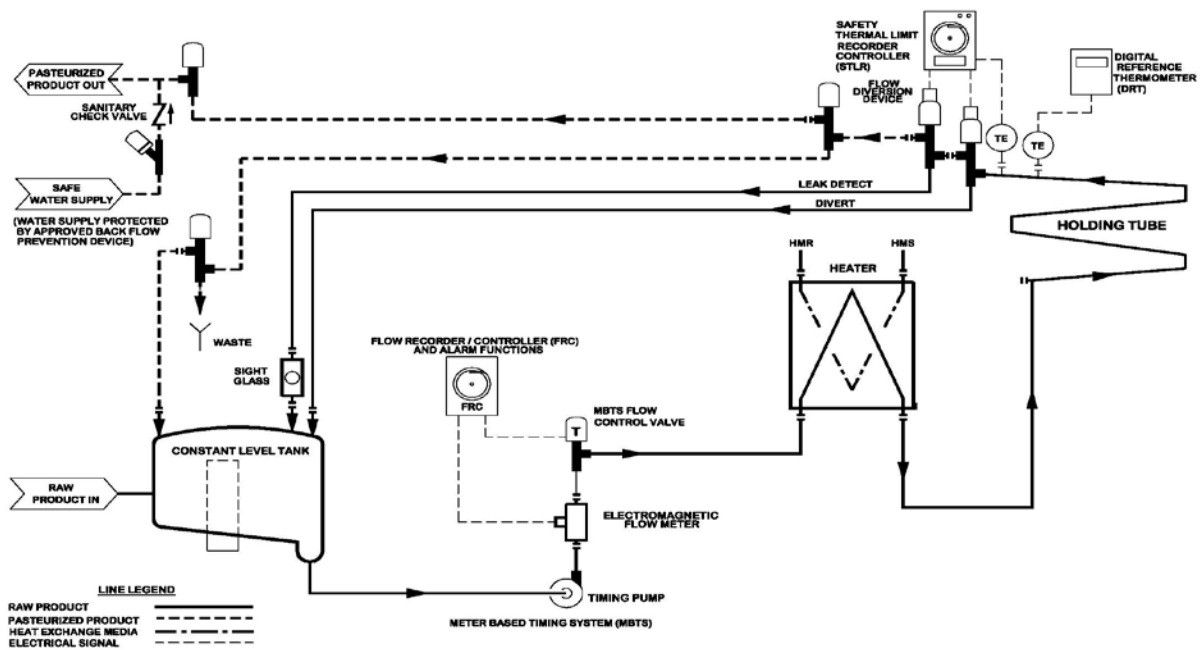 SAFETY
THERMAL LIMIT
RECORDER
CONTROLLER
(STLR)
DIGITAL
REFERENCE
THERMOMETER
(DRT)
PASTEURIZED
PRODUCT OUT
SANITARY
CHECK VALVE
FLOW
DIVERSION
DEVICE
TE
TE
SAFE
WATER SUPPLY
(WATER SUPPLY PROTECTED
BY APPROVED BACK FLOW
PREVENTION DEVICE)
LEAK DETECT
DIVERT
HOLDING TUBE
HMR
HMS
HEATER
WASTE
FLOW RECORDER / CONTROLLER (FRC)
AND ALARM FUNCTIONS
SIGHT
GLASS
FRC
MBTS FLOW
CONTROL VALVE
T
CONSTANT LEVEL TANK
RAW
PRODUCT IN
ELECTROMAGNETIC
FLOW METER
TIMING PUMP
METER BASED TIMING SYSTEM (MBTS)
LINE LEGEND
RAW PRODUCT
PASTEURIZED PRODUCT
HEAT EXCHANGE MEDIA
ELECTRICAL SIGNAL